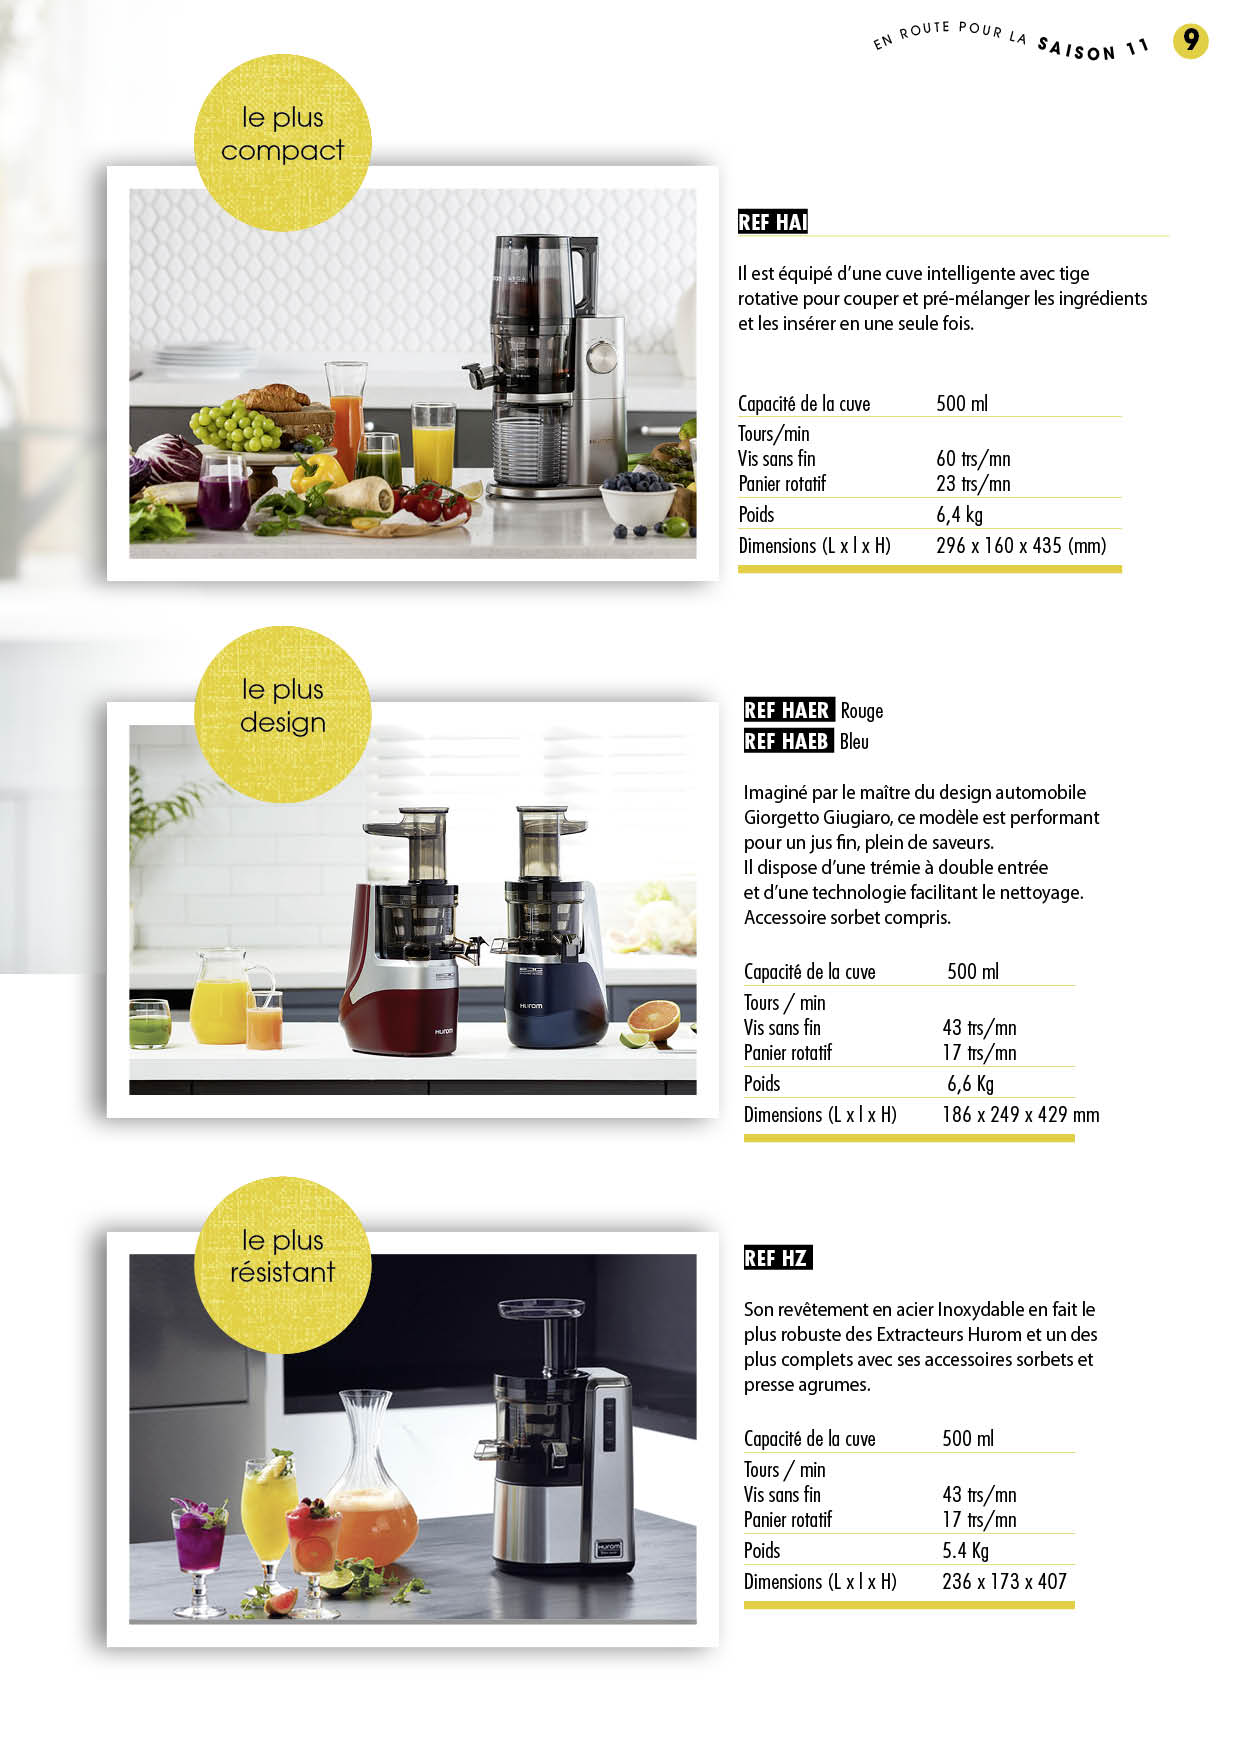 EN ROUTE POUR LA SAISON 11 9
le plus
compact
REF HAI
Il est équipé d’une cuve intelligente avec tige
rotative pour couper et pré-mélanger les ingrédients
et les insérer en une seule fois.
Capacité de la cuve 500 ml
Tours/min
Vis sans fin 60 trs/mn
Panier rotatif 23 trs/mn
Poids 6,4 kg
Dimensions (L x l x H) 296 x 160 x 435 (mm)
le plus
design
REF HAER Rouge
REF HAEB Bleu
Imaginé par le maître du design automobile
Giorgetto Giugiaro, ce modèle est performant
pour un jus fin, plein de saveurs.
Il dispose d’une trémie à double entrée
et d’une technologie facilitant le nettoyage.
Accessoire sorbet compris.
Capacité de la cuve 500 ml
Tours / min
Vis sans fin 43 trs/mn
Panier rotatif 17 trs/mn
Poids 6,6 Kg
Dimensions (L x l x H) 186 x 249 x 429 mm
Hurom
Hurom
le plus
résistant
REF HZ
Son revêtement en acier Inoxydable en fait le
plus robuste des Extracteurs Hurom et un des
plus complets avec ses accessoires sorbets et
presse agrumes.
Capacité de la cuve 500 ml
Tours / min
Vis sans fin 43 trs/mn
Panier rotatif 17 trs/mn
Poids 5.4 Kg
Dimensions (L x l x H) 236 x 173 x 407
Hurom